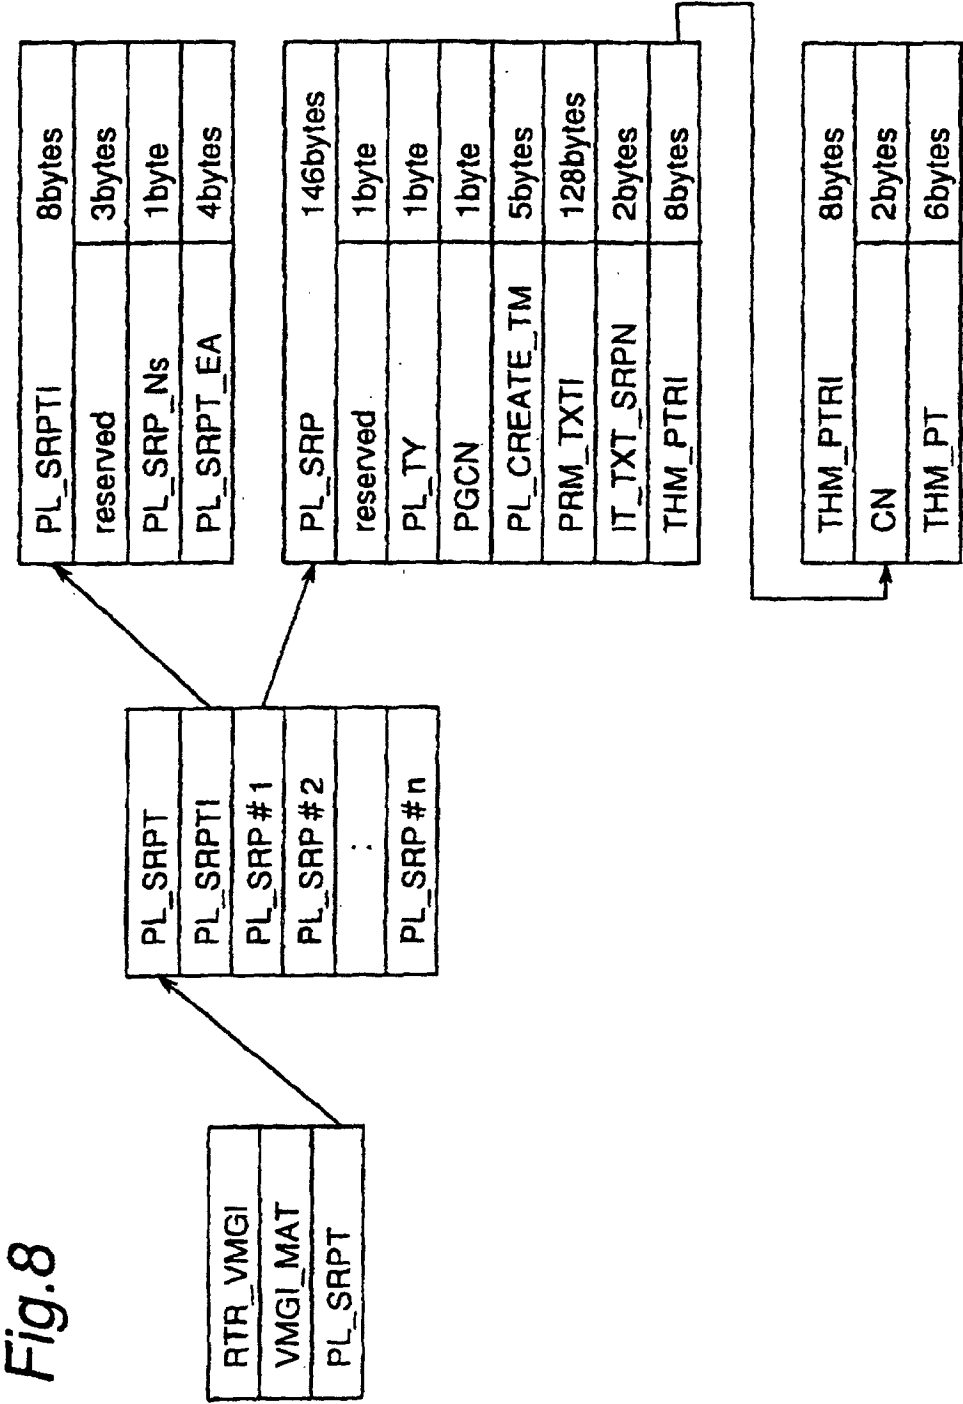 Fig.8
RTR_VMGI
VMGI_MAT
PL_SRPT
PL_SRPT
PL_SRPTI
PL_SRP#1
PL_SRP#2
:
PL_SRP#n
PL_SRPTI 8bytes
reserved 3bytes
PL_SRP_Ns 1byte
PL_SRPT_EA 4bytes
PL_SRP 146bytes
reserved 1byte
PL_TY 1byte
PGCN 1byte
PL_CREATE_TM 5bytes
PRM_TXTI 128bytes
IT_TXT_SRPN 2bytes
THM_PTRI 8bytes
THM_PTRI 8bytes
CN 2bytes
THM_PT 6bytes